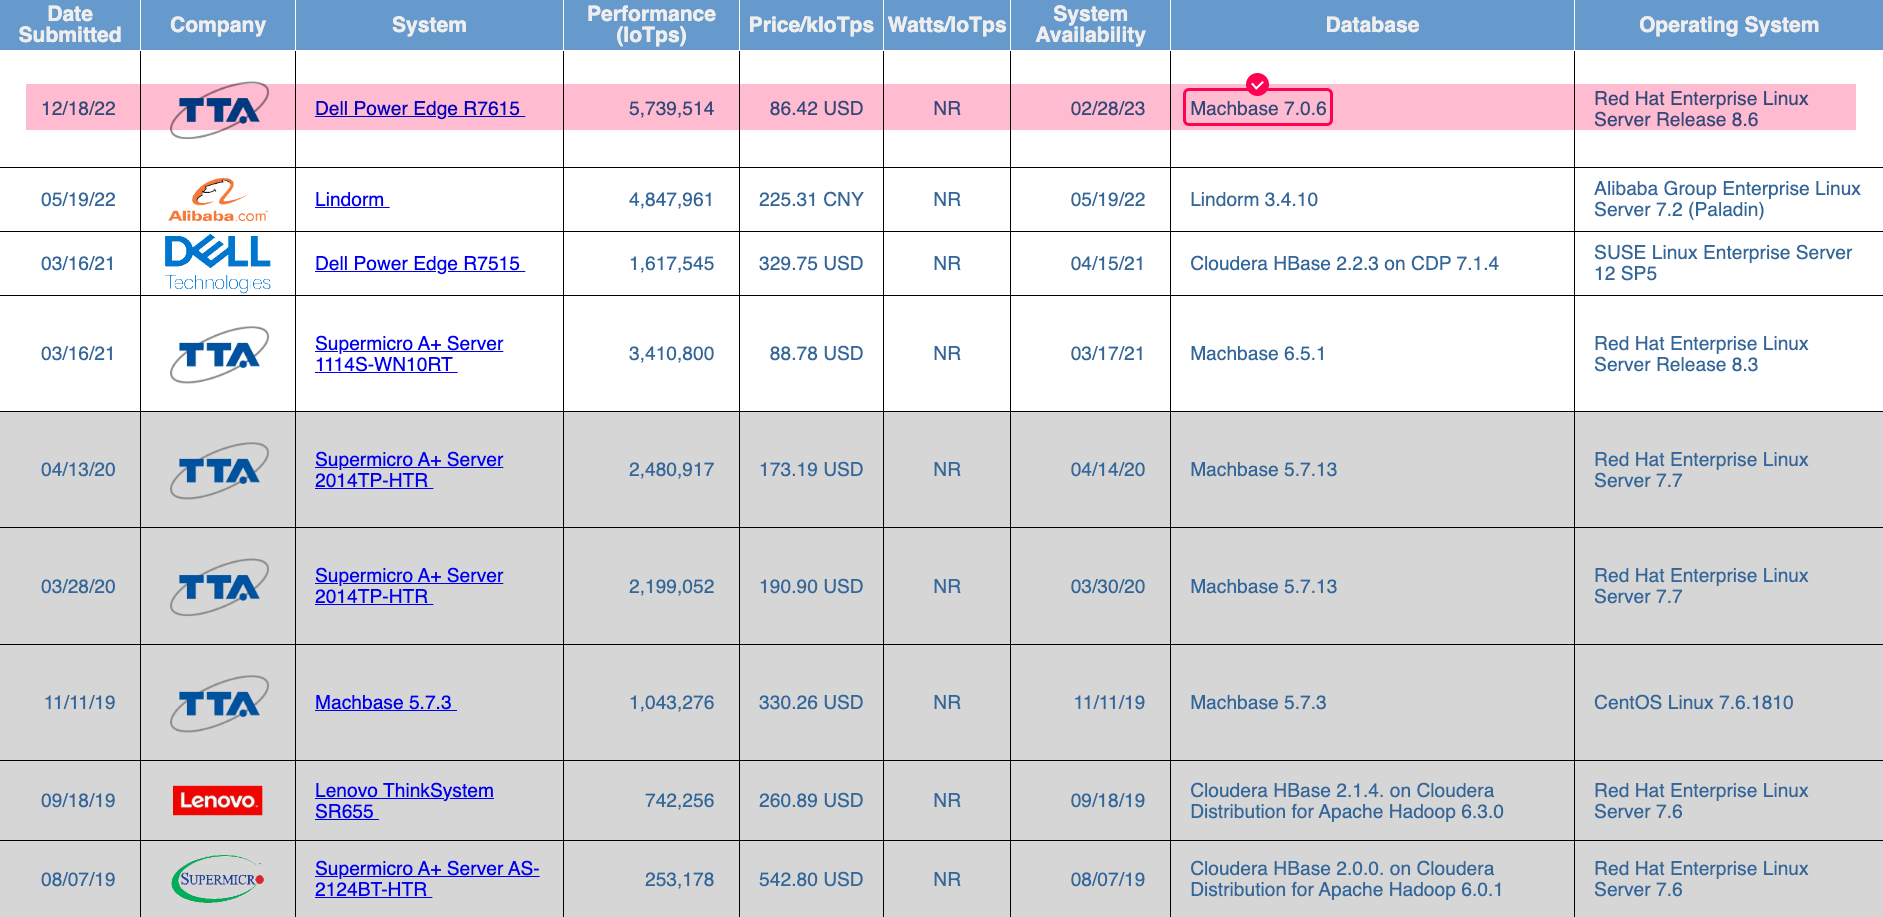 Date Submitted	Company	System	Performance (IoTps)	Price/kIoTps	Watts/IoTps	System Availability	Database	Operating System
12/18/22	TTA	Dell Power Edge R7615	5,739,514	86.42 USD	NR	02/28/23	Machbase 7.0.6	Red Hat Enterprise Linux Server Release 8.6
05/19/22	Alibaba.com	Lindorm	4,847,961	225.31 CNY	NR	05/19/22	Lindorm 3.4.10	Alibaba Group Enterprise Linux Server 7.2 (Paladin)
03/16/21	DELL Technologies	Dell Power Edge R7515	1,617,545	329.75 USD	NR	04/15/21	Cloudera HBase 2.2.3 on CDP 7.1.4	SUSE Linux Enterprise Server 12 SP5
03/16/21	TTA	Supermicro A+ Server 1114S-WN10RT	3,410,800	88.78 USD	NR	03/17/21	Machbase 6.5.1	Red Hat Enterprise Linux Server Release 8.3
04/13/20	TTA	Supermicro A+ Server 2014TP-HTR	2,480,917	173.19 USD	NR	04/14/20	Machbase 5.7.13	Red Hat Enterprise Linux Server 7.7
03/28/20	TTA	Supermicro A+ Server 2014TP-HTR	2,199,052	190.90 USD	NR	03/30/20	Machbase 5.7.13	Red Hat Enterprise Linux Server 7.7
11/11/19	TTA	Machbase 5.7.3	1,043,276	330.26 USD	NR	11/11/19	Machbase 5.7.3	CentOS Linux 7.6.1810
09/18/19	Lenovo	Lenovo ThinkSystem SR655	742,256	260.89 USD	NR	09/18/19	Cloudera HBase 2.1.4. on Cloudera Distribution for Apache Hadoop 6.3.0	Red Hat Enterprise Linux Server 7.6
08/07/19	SUPERMICRO	Supermicro A+ Server AS-2124BT-HTR	253,178	542.80 USD	NR	08/07/19	Cloudera HBase 2.0.0. on Cloudera Distribution for Apache Hadoop 6.0.1	Red Hat Enterprise Linux Server 7.6